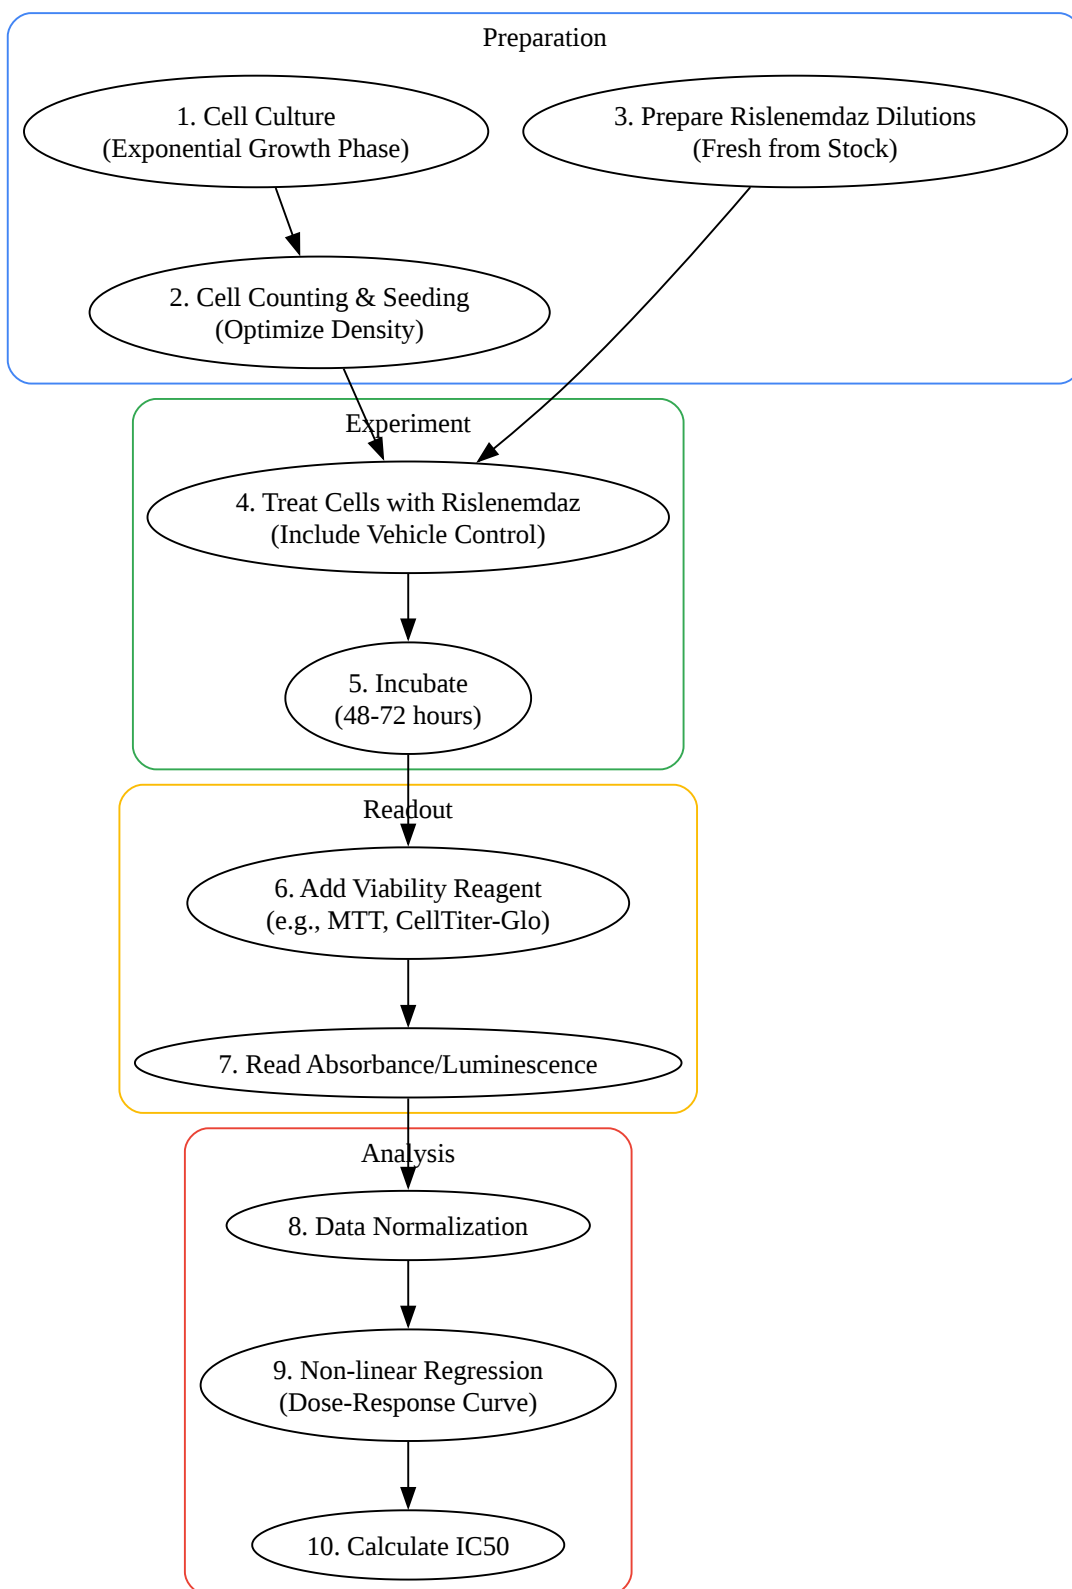 Preparation
1. Cell Culture
(Exponential Growth Phase)
3. Prepare Rislenemdaz Dilutions
(Fresh from Stock)
2. Cell Counting & Seeding
(Optimize Density)
Experiment
4. Treat Cells with Rislenemdaz
(Include Vehicle Control)
5. Incubate
(48-72 hours)
Readout
6. Add Viability Reagent
(e.g., MTT, CellTiter-Glo)
7. Read Absorbance/Luminescence
Analysis
8. Data Normalization
9. Non-linear Regression
(Dose-Response Curve)
10. Calculate IC50